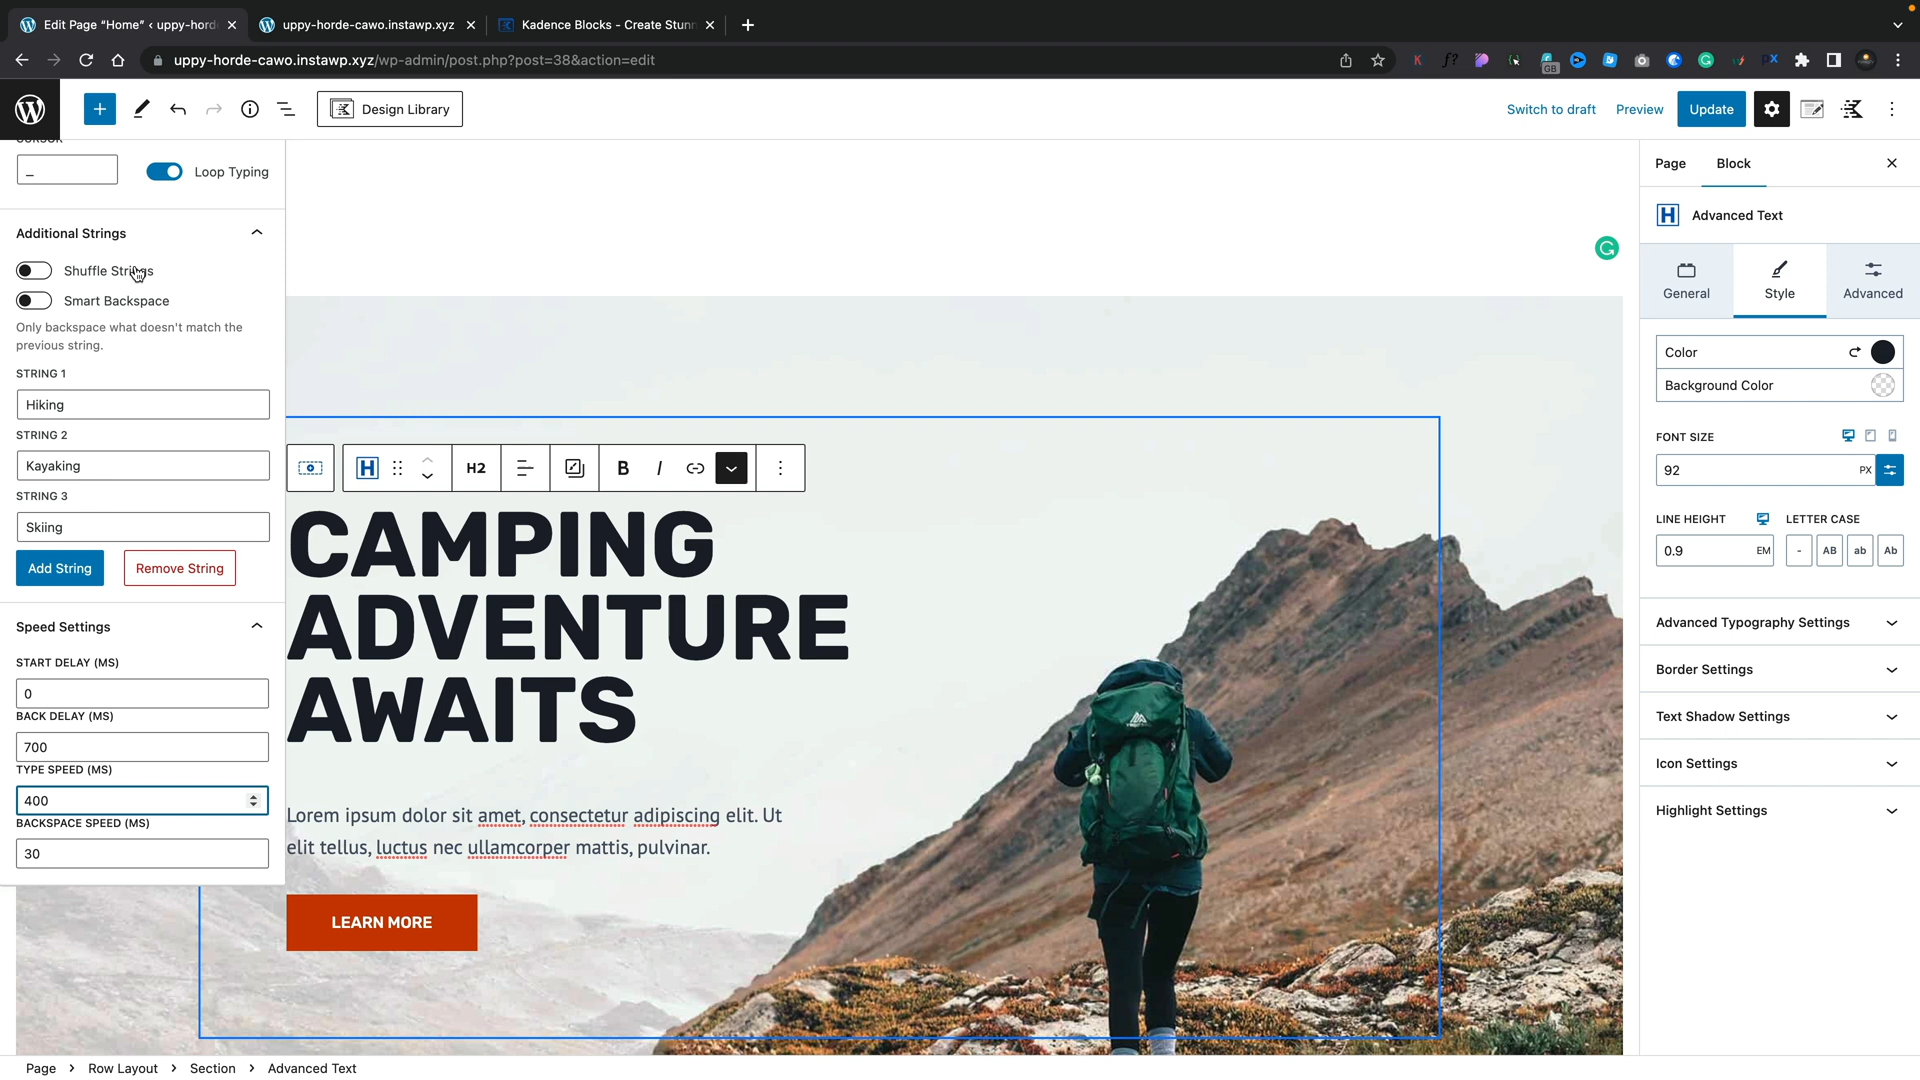 Edit Page “Home” ‹ uppy-hord
uppy-horde-cawo.instawp.xyz
Kadence Blocks - Create Stunn
uppy-horde-cawo.instawp.xyz/wp-admin/post.php?post=38&action=edit
GB
Design Library
Switch to draft
Preview
Update
CURSOR
_
Loop Typing
Additional Strings
Shuffle Strings
Smart Backspace
Only backspace what doesn't match the
previous string.
STRING 1
Hiking
STRING 2
Kayaking
STRING 3
Skiing
Add String
Remove String
Speed Settings
START DELAY (MS)
0
BACK DELAY (MS)
700
TYPE SPEED (MS)
400
BACKSPACE SPEED (MS)
30
H2
B
I
CAMPING
ADVENTURE
AWAITS
Lorem ipsum dolor sit amet, consectetur adipiscing elit. Ut
elit tellus, luctus nec ullamcorper mattis, pulvinar.
LEARN MORE
Page
Block
Advanced Text
General
Style
Advanced
Color
Background Color
FONT SIZE
92
PX
LINE HEIGHT
LETTER CASE
0.9
EM
-
AB
ab
Ab
Advanced Typography Settings
Border Settings
Text Shadow Settings
Icon Settings
Highlight Settings
Page › Row Layout › Section › Advanced Text